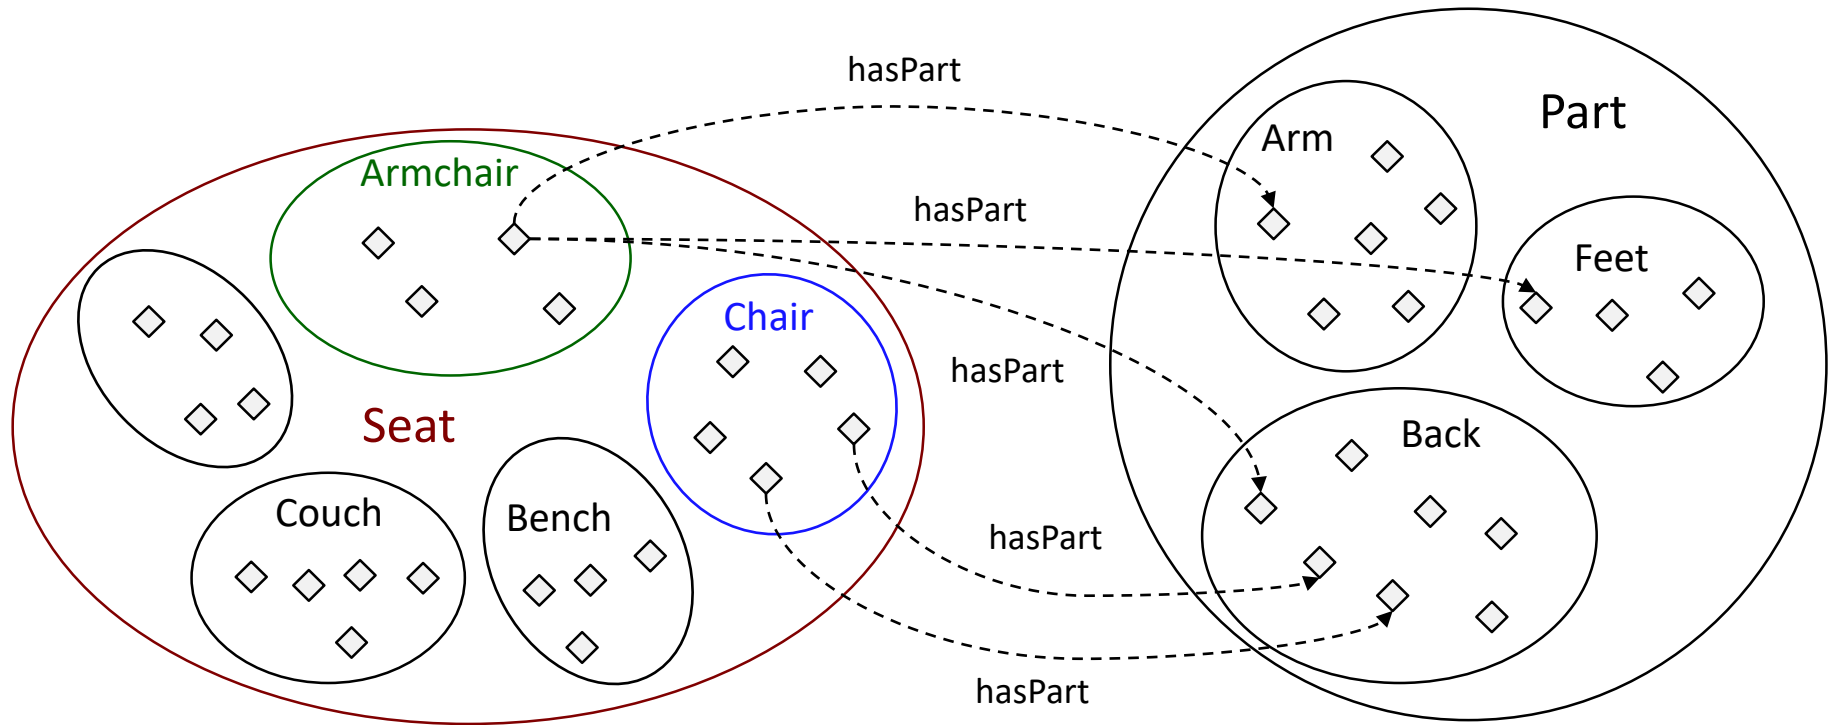 hasPart
Part
Arm
Armchair
hasPart
Feet
Chair
hasPart
Seat
Back
Couch
Bench
hasPart
hasPart